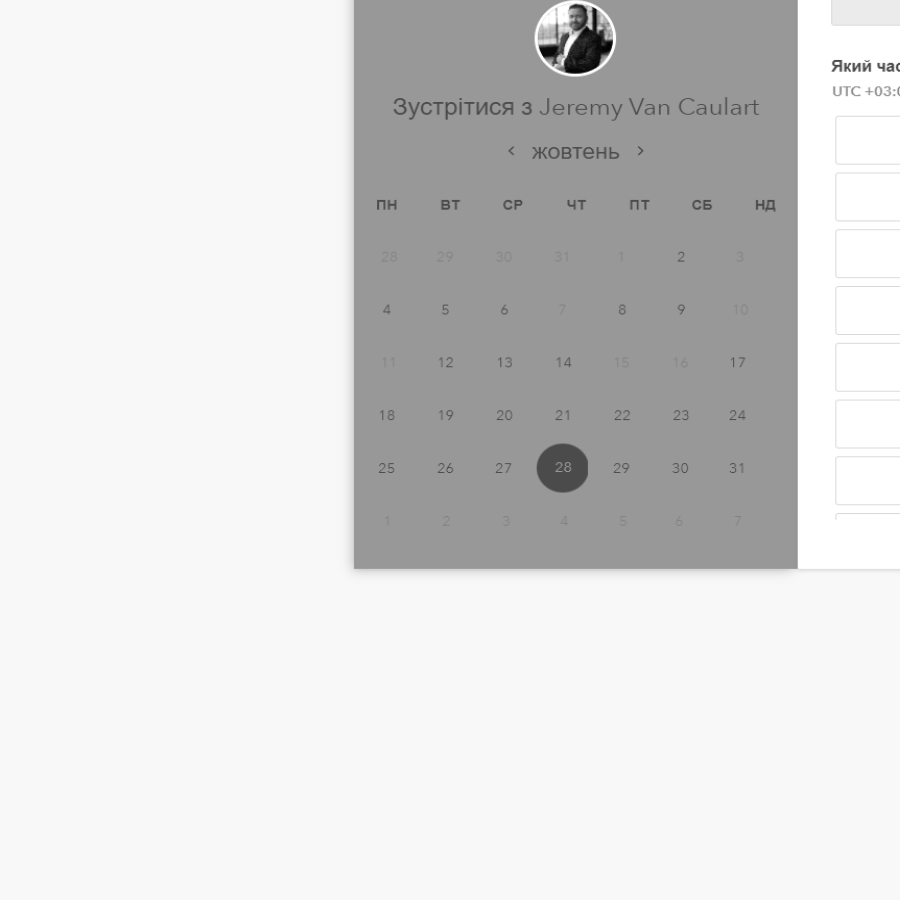 Зустрітися з Jeremy Van Caulart
< жовтень >
ПН ВТ СР ЧТ ПТ СБ НД
28 29 30 31 1 2 3
4 5 6 7 8 9 10
11 12 13 14 15 16 17
18 19 20 21 22 23 24
25 26 27 28 29 30 31
1 2 3 4 5 6 7
Який
UTC +03: